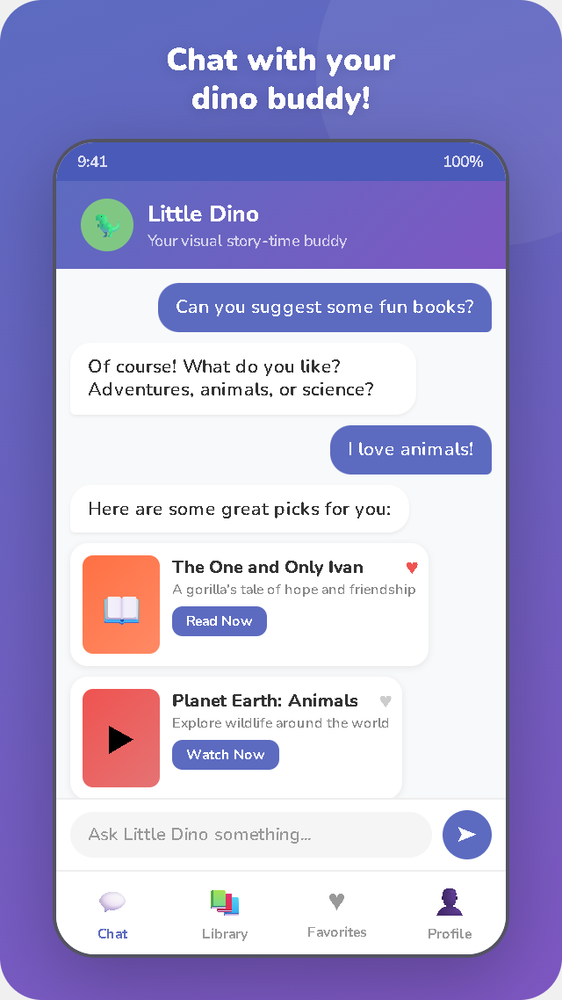 Chat with your
dino buddy!
9:41
100%
Little Dino
Your visual story-time buddy
Can you suggest some fun books?
Of course! What do you like?
Adventures, animals, or science?
I love animals!
Here are some great picks for you:
The One and Only Ivan
A gorilla's tale of hope and friendship
Read Now
Planet Earth: Animals
Explore wildlife around the world
Watch Now
Ask Little Dino something...
Chat
Library
Favorites
Profile